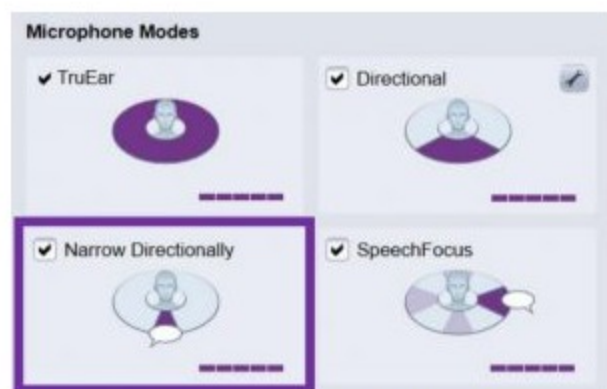 Microphone Modes
TruEar
Directional
Narrow Directionally
SpeechFocus